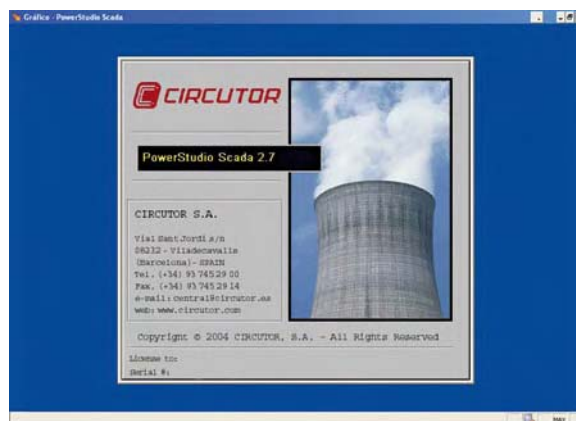 Gráfico - PowerStudio Scada
CIRCUTOR
PowerStudio Scada 2.7
CIRCUTOR S.A.
Vial Sant Jordi s/n
08232 - Viladecavalls
(Barcelona) - SPAIN
Tel. (+34) 93 745 29 00
Fax. (+34) 93 745 29 14
e-mail: central@circutor.es
web: www.circutor.com
Copyright © 2004 CIRCUTOR, S.A. - All Rights Reserved
License to:
Serial #: